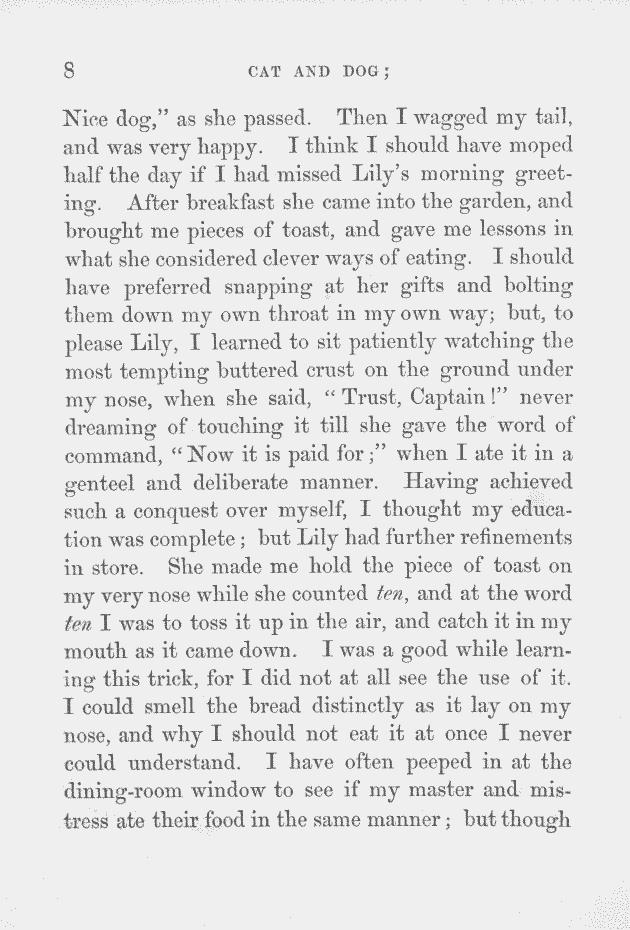 8 CAT AND DOG;
Nice dog,” as she passed. Then I wagged my tail,
and was very happy. I think I should have moped
half the day if I had missed Lily’s morning greet-
ing. After breakfast she came into the garden, and
brought me pieces of toast, and gave me lessons in
what she considered clever ways of eating. I should
have preferred snapping at her gifts and bolting
them down my own throat in my own way; but, to
please Lily, I learned to sit patiently watching the
most tempting buttered crust on the ground under
my nose, when she said, “Trust, Captain!” never
dreaming of touching it till she gave the word of
command, “Now it is paid for;” when I ate it in a
genteel and deliberate manner. Having achieved
such a conquest over myself, I thought my educa-
tion was complete; but Lily had further refinements
in store. She made me hold the piece of toast on
my very nose while she counted ten, and at the word
ten I was to toss it up in the air, and catch it in my
mouth as it came down. I was a good while learn-
ing this trick, for I did not at all see the use of it.
I could smell the bread distinctly as it lay on my
nose, and why I should not eat it at once I never
could understand. I have often peeped in at the
dining-room window to see if my master and mis-
tress ate their food in the same manner; but though